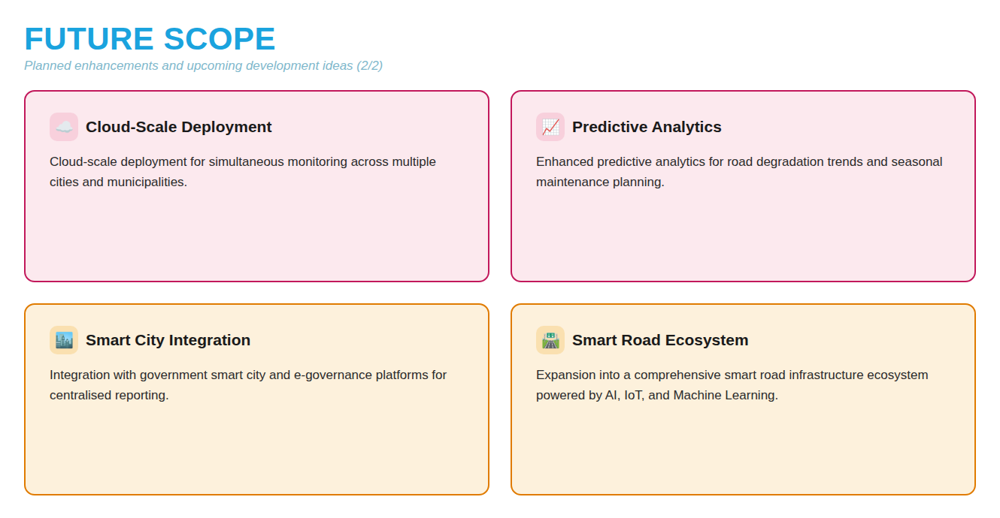 FUTURE SCOPE
Planned enhancements and upcoming development ideas (2/2)
Cloud-Scale Deployment
Cloud-scale deployment for simultaneous monitoring across multiple
cities and municipalities.
Predictive Analytics
Enhanced predictive analytics for road degradation trends and seasonal
maintenance planning.
Smart City Integration
Integration with government smart city and e-governance platforms for
centralised reporting.
Smart Road Ecosystem
Expansion into a comprehensive smart road infrastructure ecosystem
powered by AI, IoT, and Machine Learning.